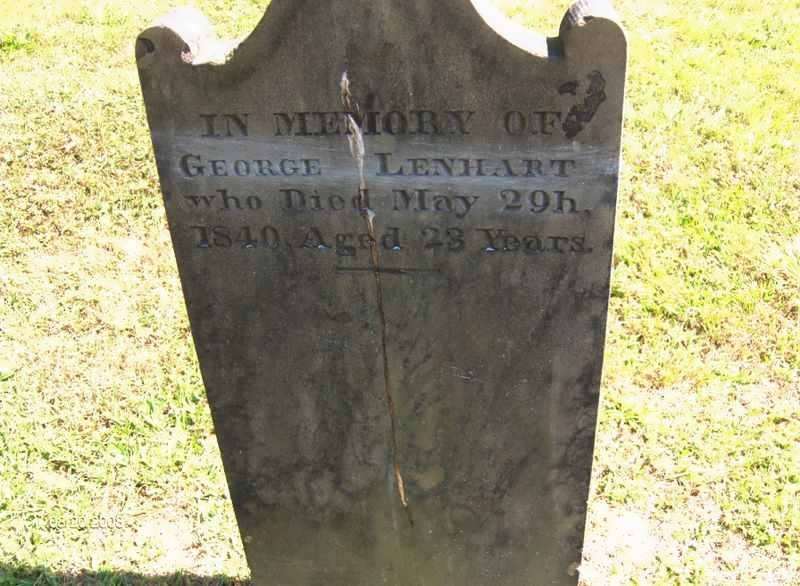 IN MEMORY OF
GEORGE LENHART
who Died May 29h,
1840, Aged 23 Years.